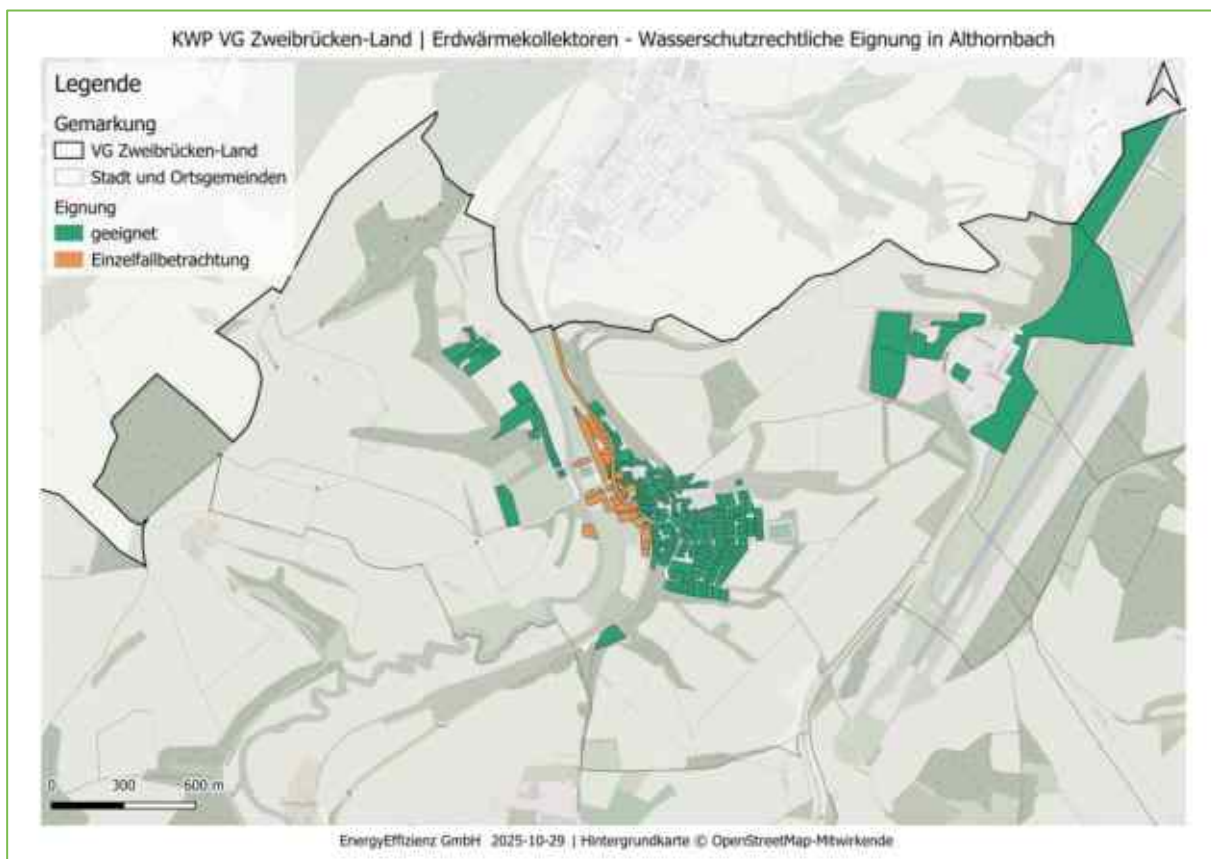 KWP VG Zweibrücken-Land | Erdwärmekollektoren - Wasserschutzrechtliche Eignung in Althornbach
Legende
Gemarkung
VG Zweibrücken-Land
Stadt und Ortsgemeinden
Eignung
geeignet
Einzelfallbetrachtung
0 300 600 m
EnergyEffizienz GmbH 2025-10-29 | Hintergrundkarte © OpenStreetMap-Mitwirkende